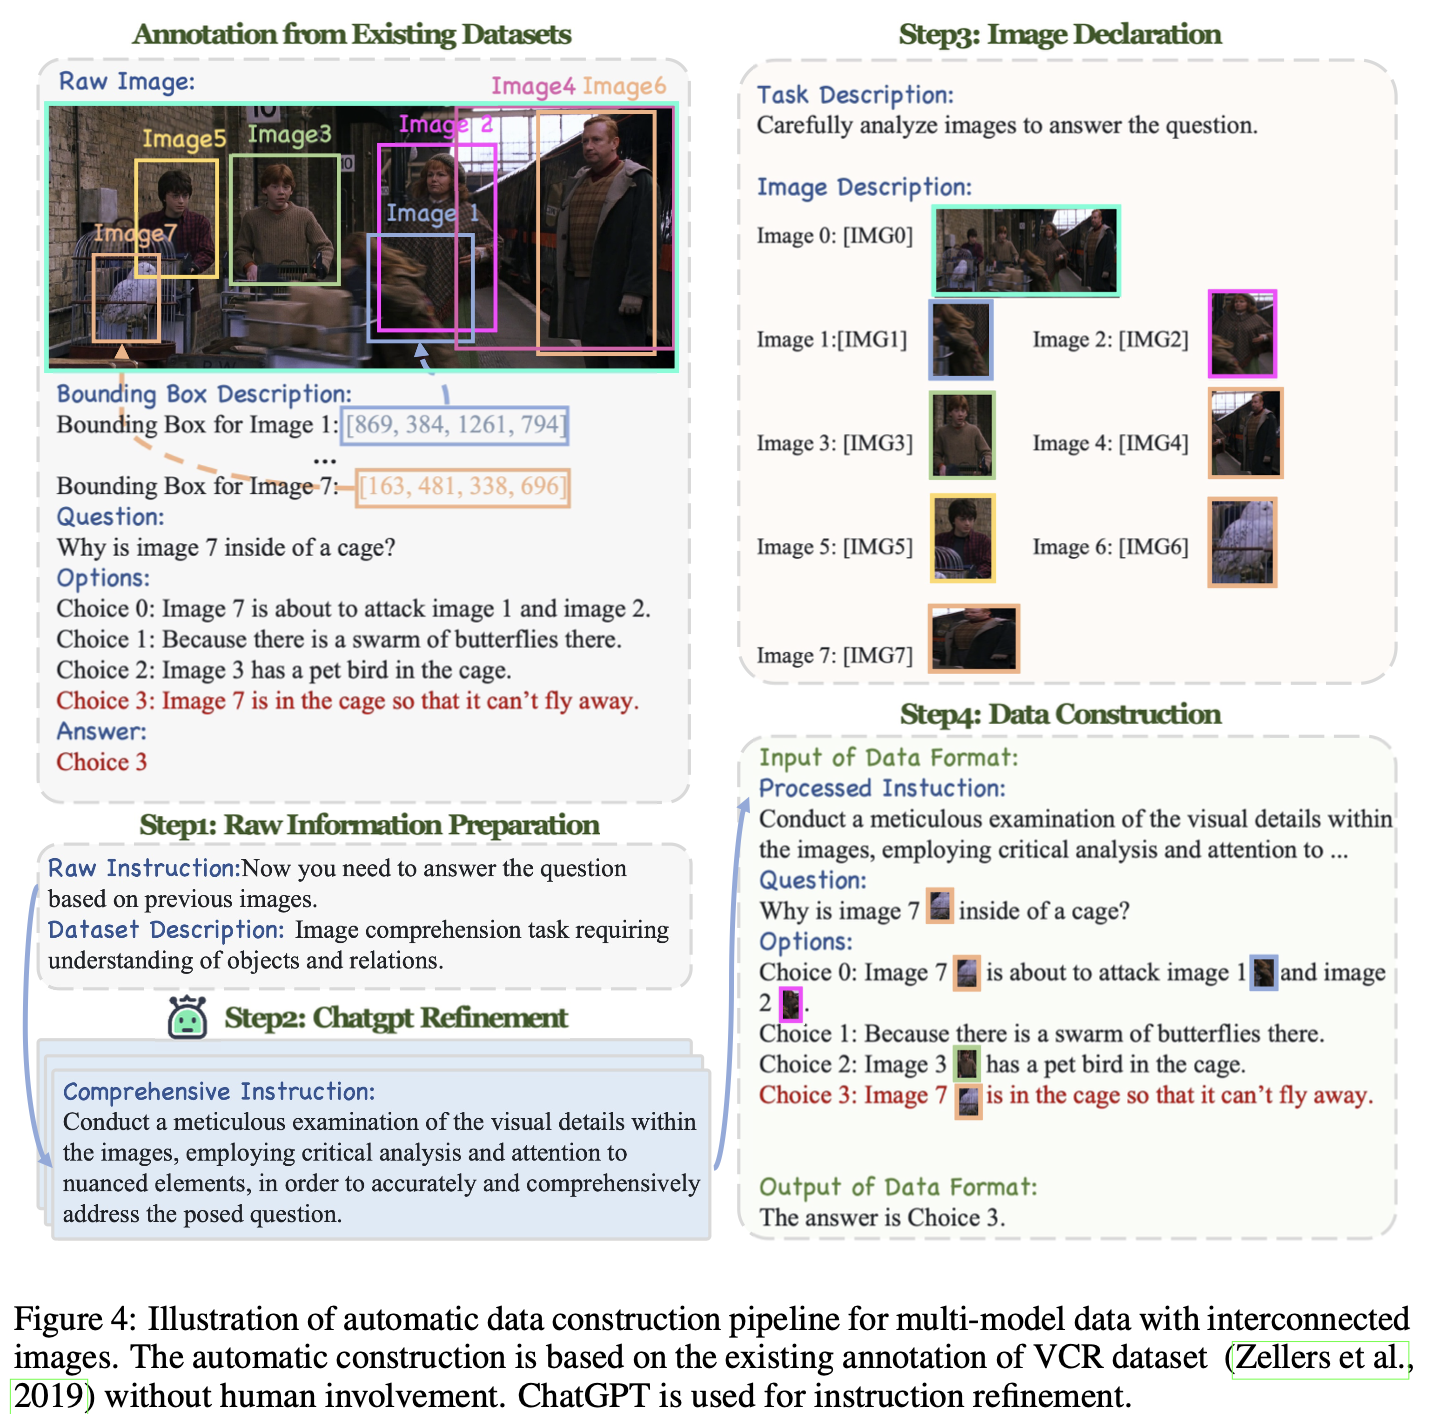 Annotation from Existing Datasets
Raw Image:
Image4 Image6
10
Image5
Image3
Image 2
10
Image 1
Image7
Bounding Box Description:
Bounding Box for Image 1: [869, 384, 1261, 794]
...
Bounding Box for Image 7: [163, 481, 338, 696]
Question:
Why is image 7 inside of a cage?
Options:
Choice 0: Image 7 is about to attack image 1 and image 2.
Choice 1: Because there is a swarm of butterflies there.
Choice 2: Image 3 has a pet bird in the cage.
Choice 3: Image 7 is in the cage so that it can't fly away.
Answer:
Choice 3
Step1: Raw Information Preparation
Raw Instruction:Now you need to answer the question
based on previous images.
Dataset Description: Image comprehension task requiring
understanding of objects and relations.
Step2: Chatgpt Refinement
Comprehensive Instruction:
Conduct a meticulous examination of the visual details within
the images, employing critical analysis and attention to
nuanced elements, in order to accurately and comprehensively
address the posed question.
Step3: Image Declaration
Task Description:
Carefully analyze images to answer the question.
Image Description:
Image 0: [IMG0]
Image 1:[IMG1]
Image 2: [IMG2]
Image 3: [IMG3]
Image 4: [IMG4]
Image 5: [IMG5]
Image 6: [IMG6]
Image 7: [IMG7]
Step4: Data Construction
Input of Data Format:
Processed Instuction:
Conduct a meticulous examination of the visual details within
the images, employing critical analysis and attention to ...
Question:
Why is image 7 inside of a cage?
Options:
Choice 0: Image 7 is about to attack image 1 and image
2 .
Choice 1: Because there is a swarm of butterflies there.
Choice 2: Image 3 has a pet bird in the cage.
Choice 3: Image 7 is in the cage so that it can't fly away.
Output of Data Format:
The answer is Choice 3.
Figure 4: Illustration of automatic data construction pipeline for multi-model data with interconnected
images. The automatic construction is based on the existing annotation of VCR dataset (Zellers et al.,
2019) without human involvement. ChatGPT is used for instruction refinement.